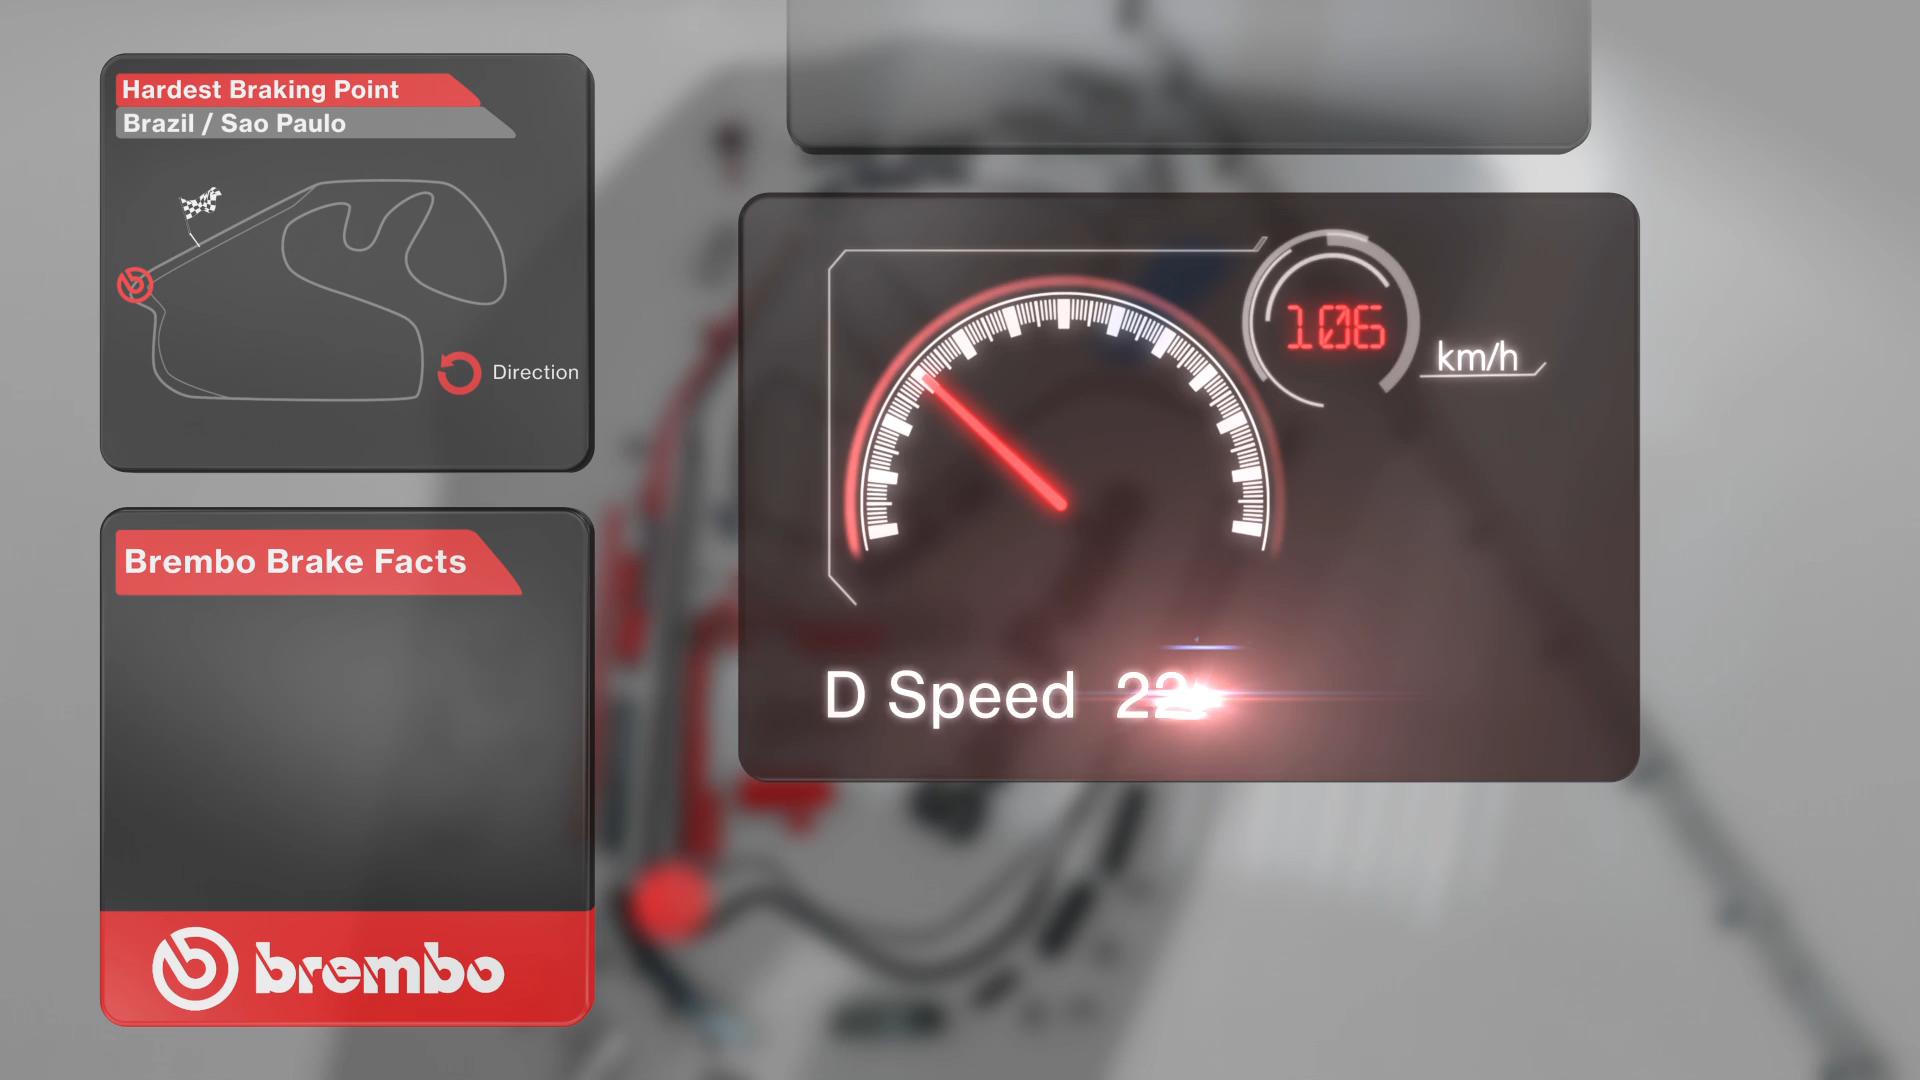 Hardest Braking Point
Brazil / Sao Paulo
Direction
Brembo Brake Facts
brembo
106
km/h
D Speed